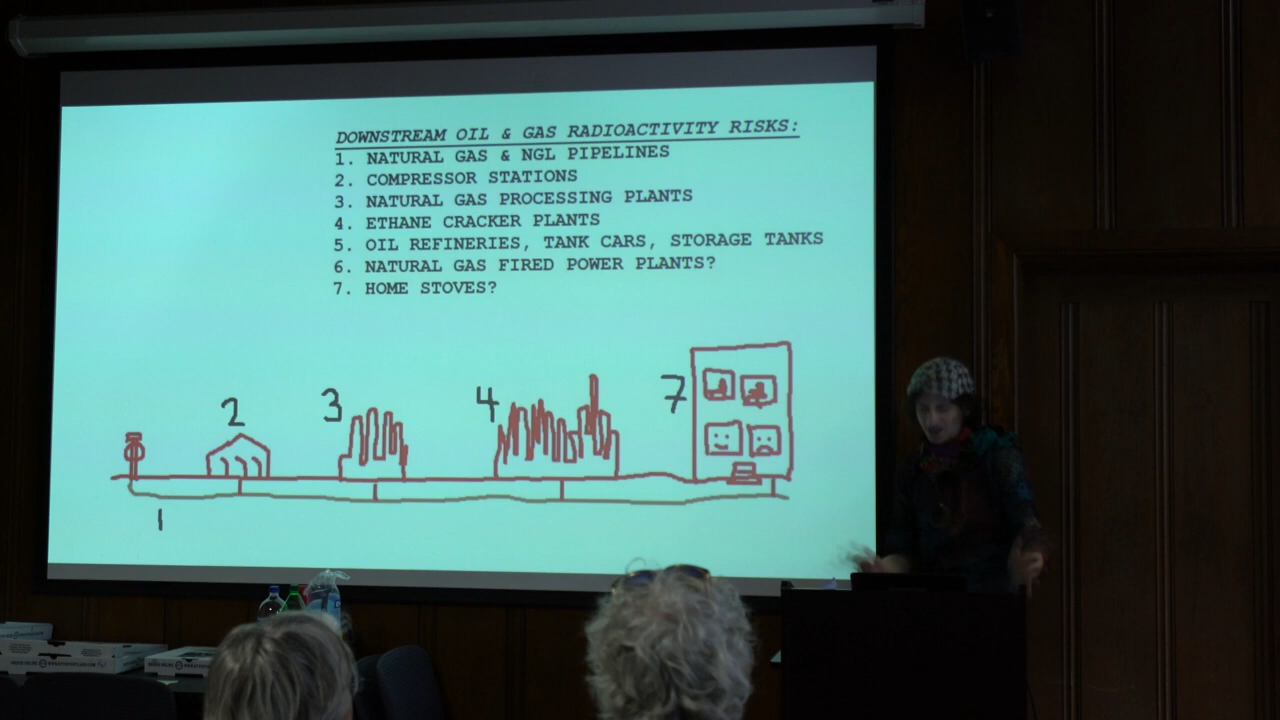 DOWNSTREAM OIL & GAS RADIOACTIVITY RISKS:
1. NATURAL GAS & NGL PIPELINES
2. COMPRESSOR STATIONS
3. NATURAL GAS PROCESSING PLANTS
4. ETHANE CRACKER PLANTS
5. OIL REFINERIES, TANK CARS, STORAGE TANKS
6. NATURAL GAS FIRED POWER PLANTS?
7. HOME STOVES?
2
3
4
7
1